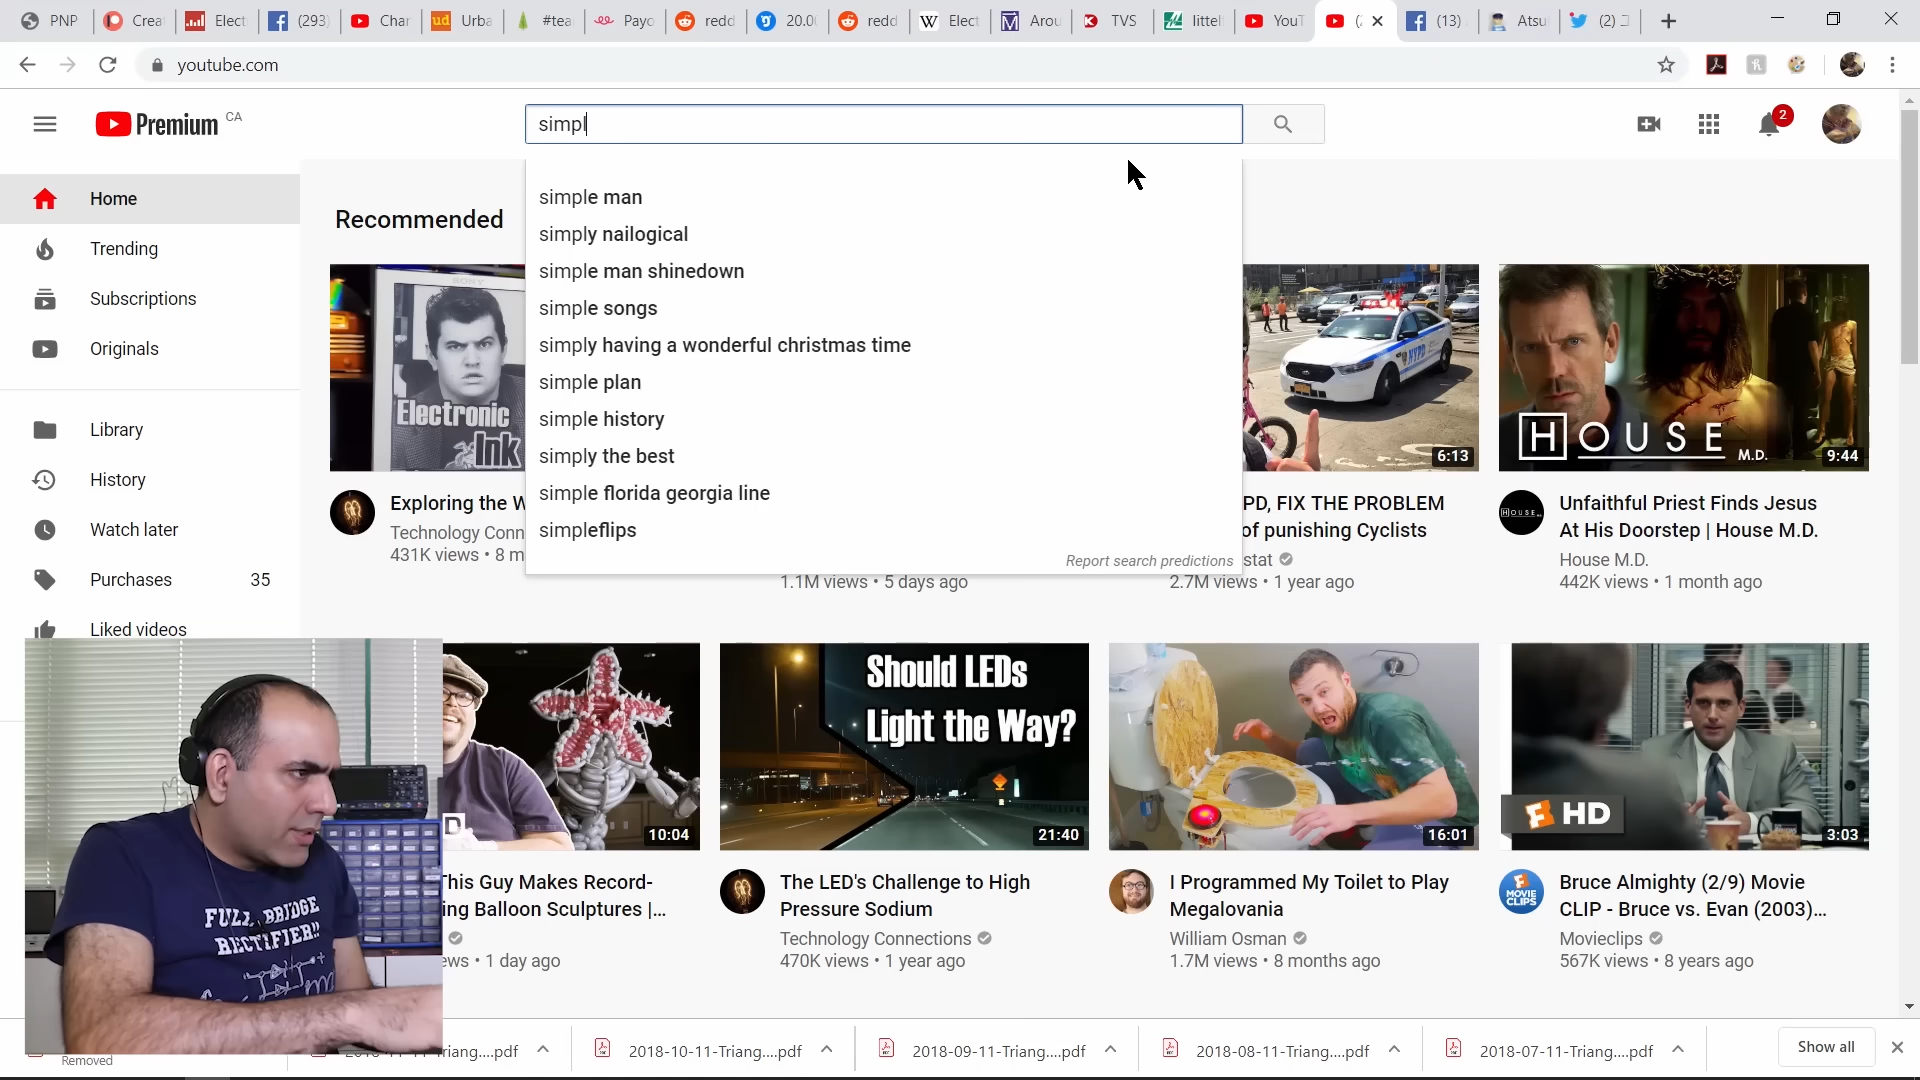 PNP
Crea
Elect
(293)
Char
Urba
#tea
Payo
redd
20.0
redd
Elect
Arou
TVS
littelf
YouT
(13)
Atsu
youtube.com
Premium CA
simpl
2
Home
Trending
Subscriptions
Originals
Library
History
Watch later
Purchases 35
Liked videos
Recommended
simple man
simply nailogical
simple man shinedown
simple songs
simply having a wonderful christmas time
simple plan
simple history
simply the best
simple florida georgia line
simpleflips
Report search predictions
SONY
Electronic
Ink
Exploring the W
Technology Conn
431K views • 8 m
1.1M views • 5 days ago
NYPD
6:13
PD, FIX THE PROBLEM
of punishing Cyclists
stat
2.7M views • 1 year ago
HOUSE M.D.
9:44
Unfaithful Priest Finds Jesus
At His Doorstep | House M.D.
House M.D.
442K views • 1 month ago
D
10:04
This Guy Makes Record-
ing Balloon Sculptures |...
ews • 1 day ago
Should LEDs
Light the Way?
21:40
The LED's Challenge to High
Pressure Sodium
Technology Connections
470K views • 1 year ago
16:01
I Programmed My Toilet to Play
Megalovania
William Osman
1.7M views • 8 months ago
F HD
3:03
MOVIE
CLIPS
Bruce Almighty (2/9) Movie
CLIP - Bruce vs. Evan (2003)...
Movieclips
567K views • 8 years ago
FULL BRIDGE
RECTIFIER!!
Removed
2018-11-11-Triang....pdf
2018-10-11-Triang....pdf
2018-09-11-Triang....pdf
2018-08-11-Triang....pdf
2018-07-11-Triang....pdf
Show all